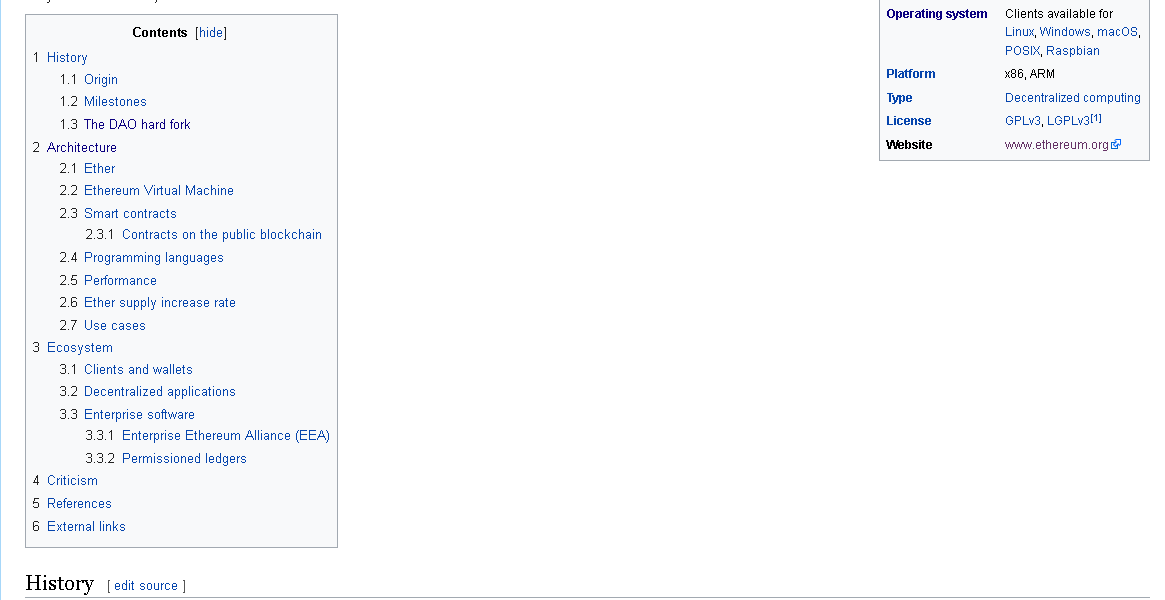 Contents [hide]
1 History
1.1 Origin
1.2 Milestones
1.3 The DAO hard fork
2 Architecture
2.1 Ether
2.2 Ethereum Virtual Machine
2.3 Smart contracts
2.3.1 Contracts on the public blockchain
2.4 Programming languages
2.5 Performance
2.6 Ether supply increase rate
2.7 Use cases
3 Ecosystem
3.1 Clients and wallets
3.2 Decentralized applications
3.3 Enterprise software
3.3.1 Enterprise Ethereum Alliance (EEA)
3.3.2 Permissioned ledgers
4 Criticism
5 References
6 External links
Operating system Clients available for
Linux, Windows, macOS,
POSIX, Raspbian
Platform x86, ARM
Type Decentralized computing
License GPLv3, LGPLv3[1]
Website www.ethereum.org
History [ edit source ]